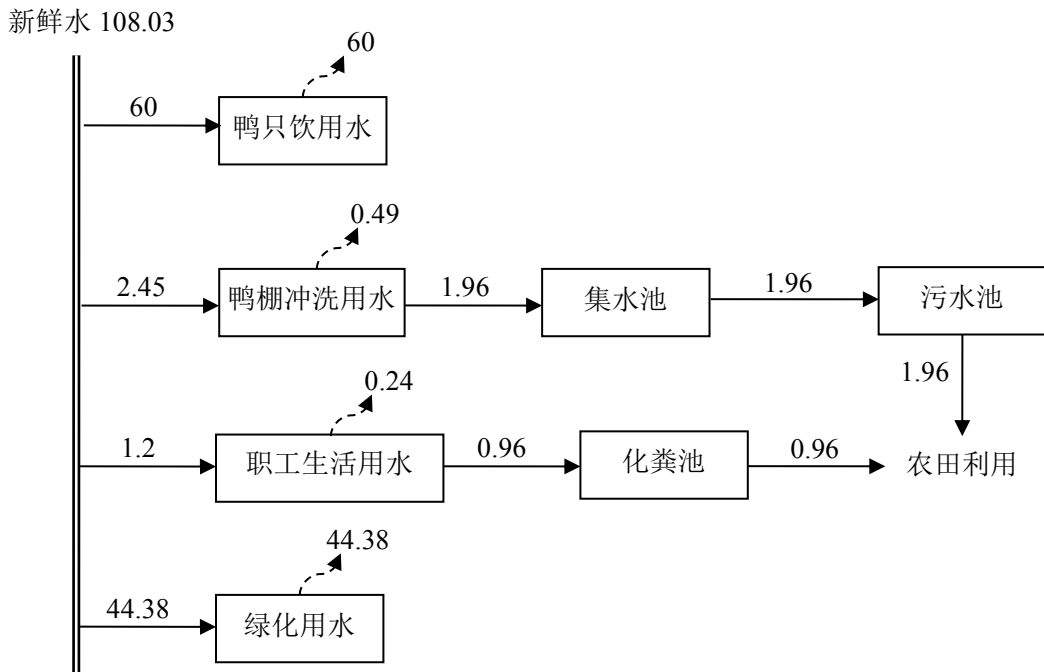 新鲜水 108.03
60
60
鸭只饮用水
0.49
2.45
鸭棚冲洗用水
1.96
集水池
1.96
污水池
1.96
0.24
1.2
职工生活用水
0.96
化粪池
0.96
农田利用
44.38
44.38
绿化用水